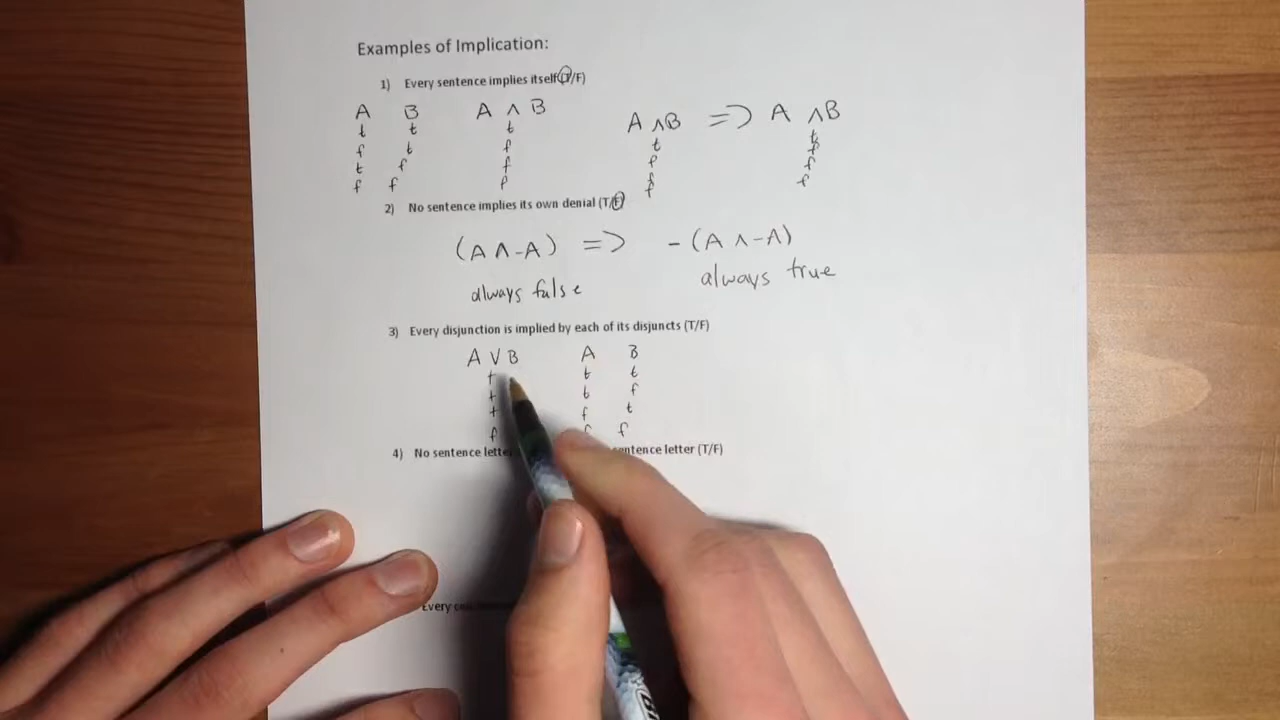 Examples of Implication:
1) Every sentence implies itself (T/F)
A B A ∧ B A ∧ B => A ∧ B
t t t t t
f t f f f
t f f f f
f f f f f
2) No sentence implies its own denial (T/F)
(A ∧ -A) => -(A ∧ -A)
always false always true
3) Every disjunction is implied by each of its disjuncts (T/F)
A ∨ B A B
t t t
t t f
t f t
f f f
4) No sentence sentence letter (T/F)
Every